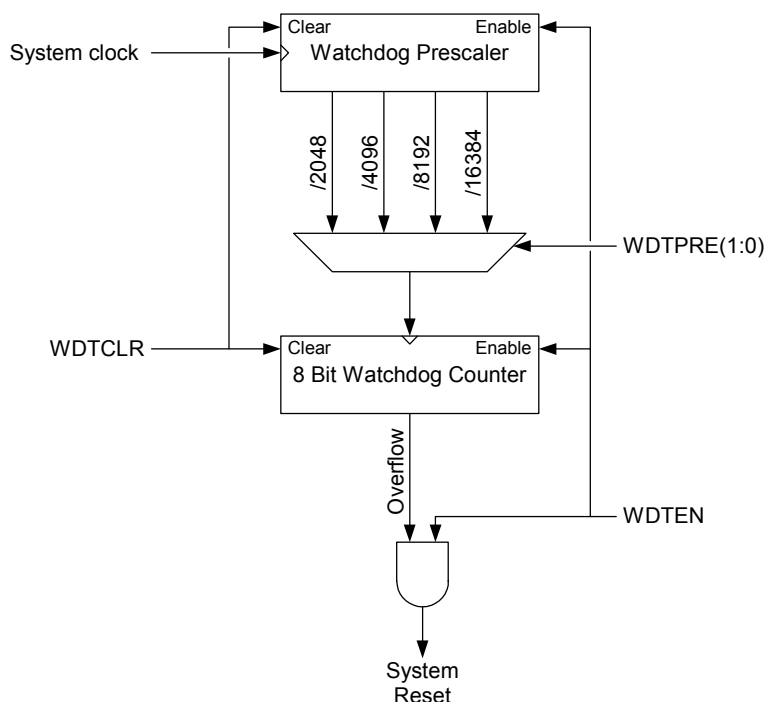 Clear
Enable
System clock
Watchdog Prescaler
/2048
/4096
/8192
/16384
WDTPRE(1:0)
WDTCLR
Clear
Enable
8 Bit Watchdog Counter
Overflow
WDTEN
System
Reset